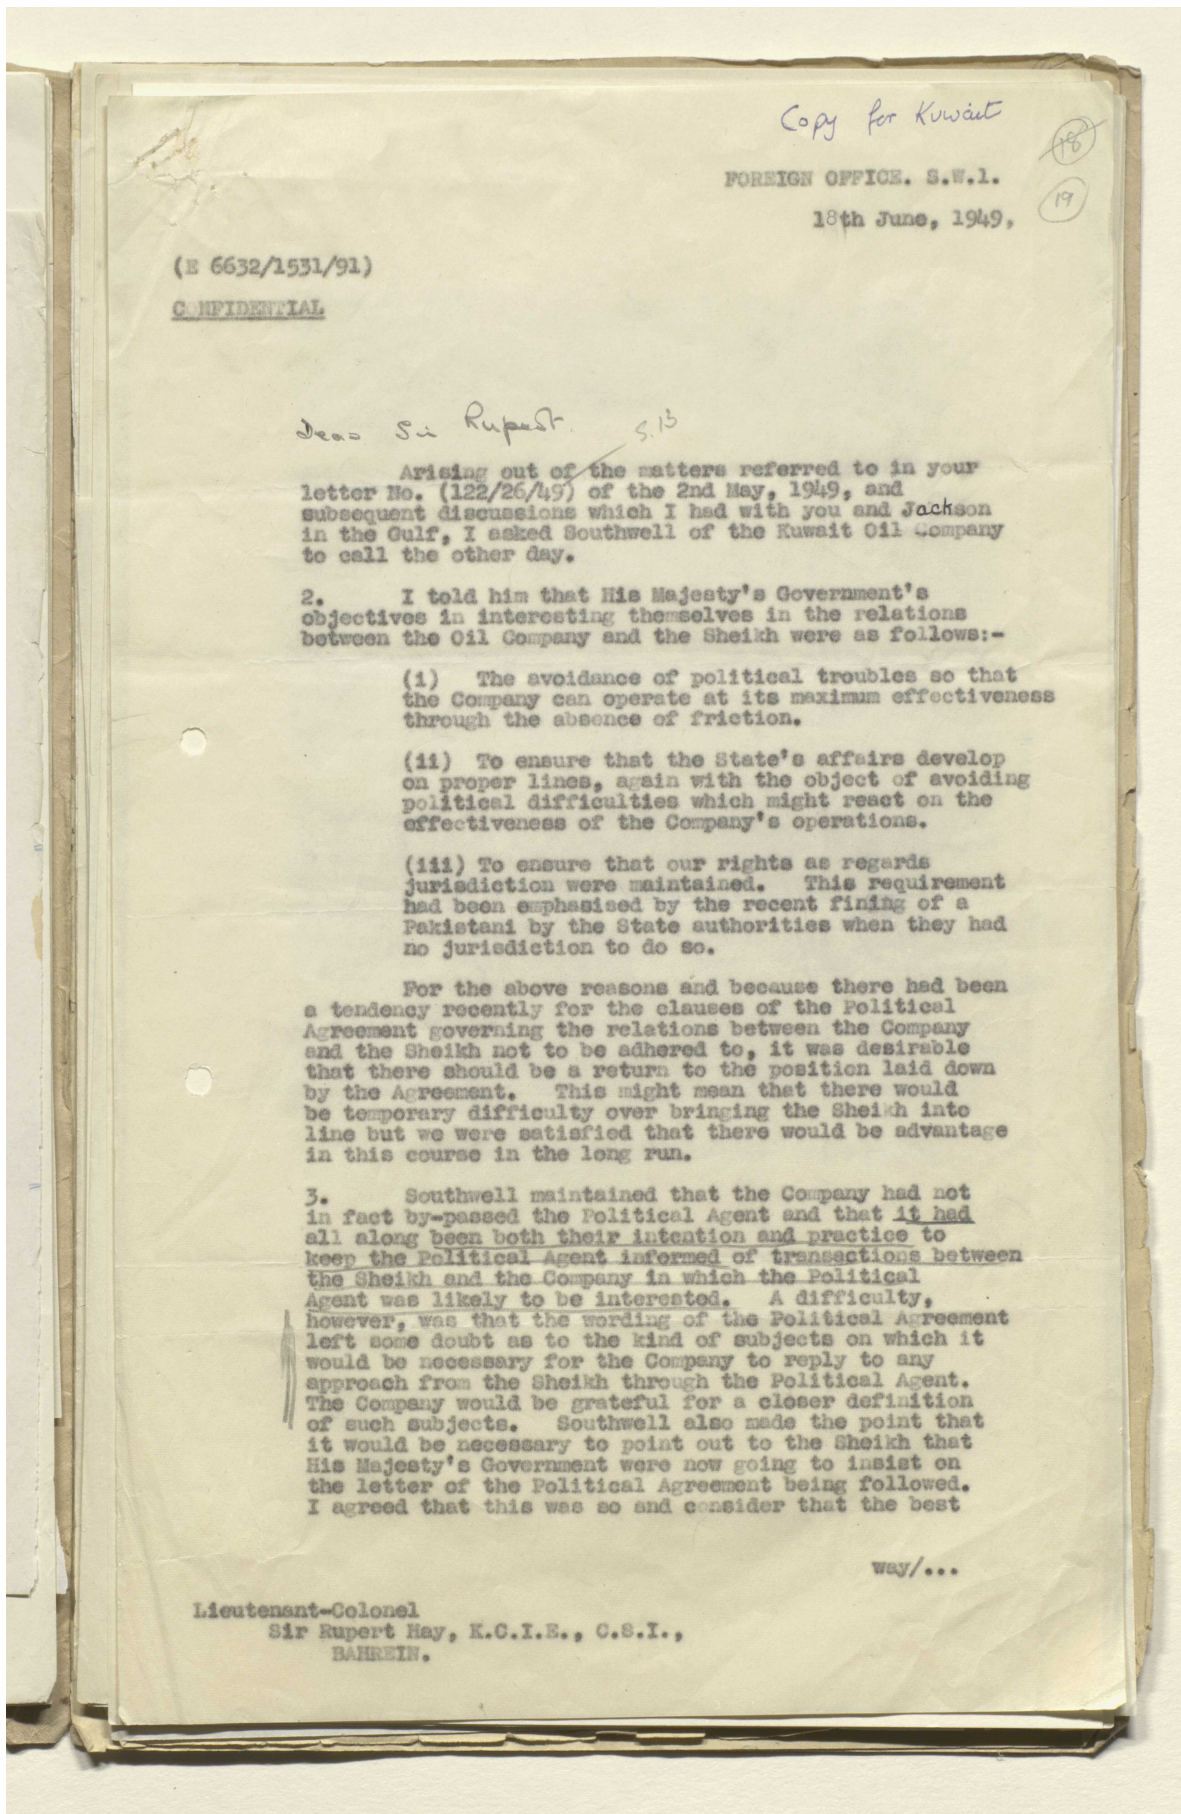 Copy for Kuwait
18
FOREIGN OFFICE. S.W.1.
19
18th June, 1949,
(E 6632/1531/91)
CONFIDENTIAL
Dear Sir Rupert.
S.13
Arising out of the matters referred to in your
letter No. (122/26/49) of the 2nd May, 1949, and
subsequent discussions which I had with you and Jackson
in the Gulf, I asked Southwell of the Kuwait Oil Company
to call the other day.
2. I told him that His Majesty's Government's
objectives in interesting themselves in the relations
between the Oil Company and the Sheikh were as follows:-
(i) The avoidance of political troubles so that
the Company can operate at its maximum effectiveness
through the absence of friction.
(ii) To ensure that the State's affairs develop
on proper lines, again with the object of avoiding
political difficulties which might react on the
effectiveness of the Company's operations.
(iii) To ensure that our rights as regards
jurisdiction were maintained. This requirement
had been emphasised by the recent fining of a
Pakistani by the State authorities when they had
no jurisdiction to do so.
For the above reasons and because there had been
a tendency recently for the clauses of the Political
Agreement governing the relations between the Company
and the Sheikh not to be adhered to, it was desirable
that there should be a return to the position laid down
by the Agreement. This might mean that there would
be temporary difficulty over bringing the Sheikh into
line but we were satisfied that there would be advantage
in this course in the long run.
3. Southwell maintained that the Company had not
in fact by-passed the Political Agent and that it had
all along been both their intention and practice to
keep the Political Agent informed of transactions between
the Sheikh and the Company in which the Political
Agent was likely to be interested. A difficulty,
however, was that the wording of the Political Agreement
left some doubt as to the kind of subjects on which it
would be necessary for the Company to reply to any
approach from the Sheikh through the Political Agent.
The Company would be grateful for a closer definition
of such subjects. Southwell also made the point that
it would be necessary to point out to the Sheikh that
His Majesty's Government were now going to insist on
the letter of the Political Agreement being followed.
I agreed that this was so and consider that the best
way/...
Lieutenant-Colonel
Sir Rupert Hay, K.C.I.E., C.S.I.,
BAHREIN.